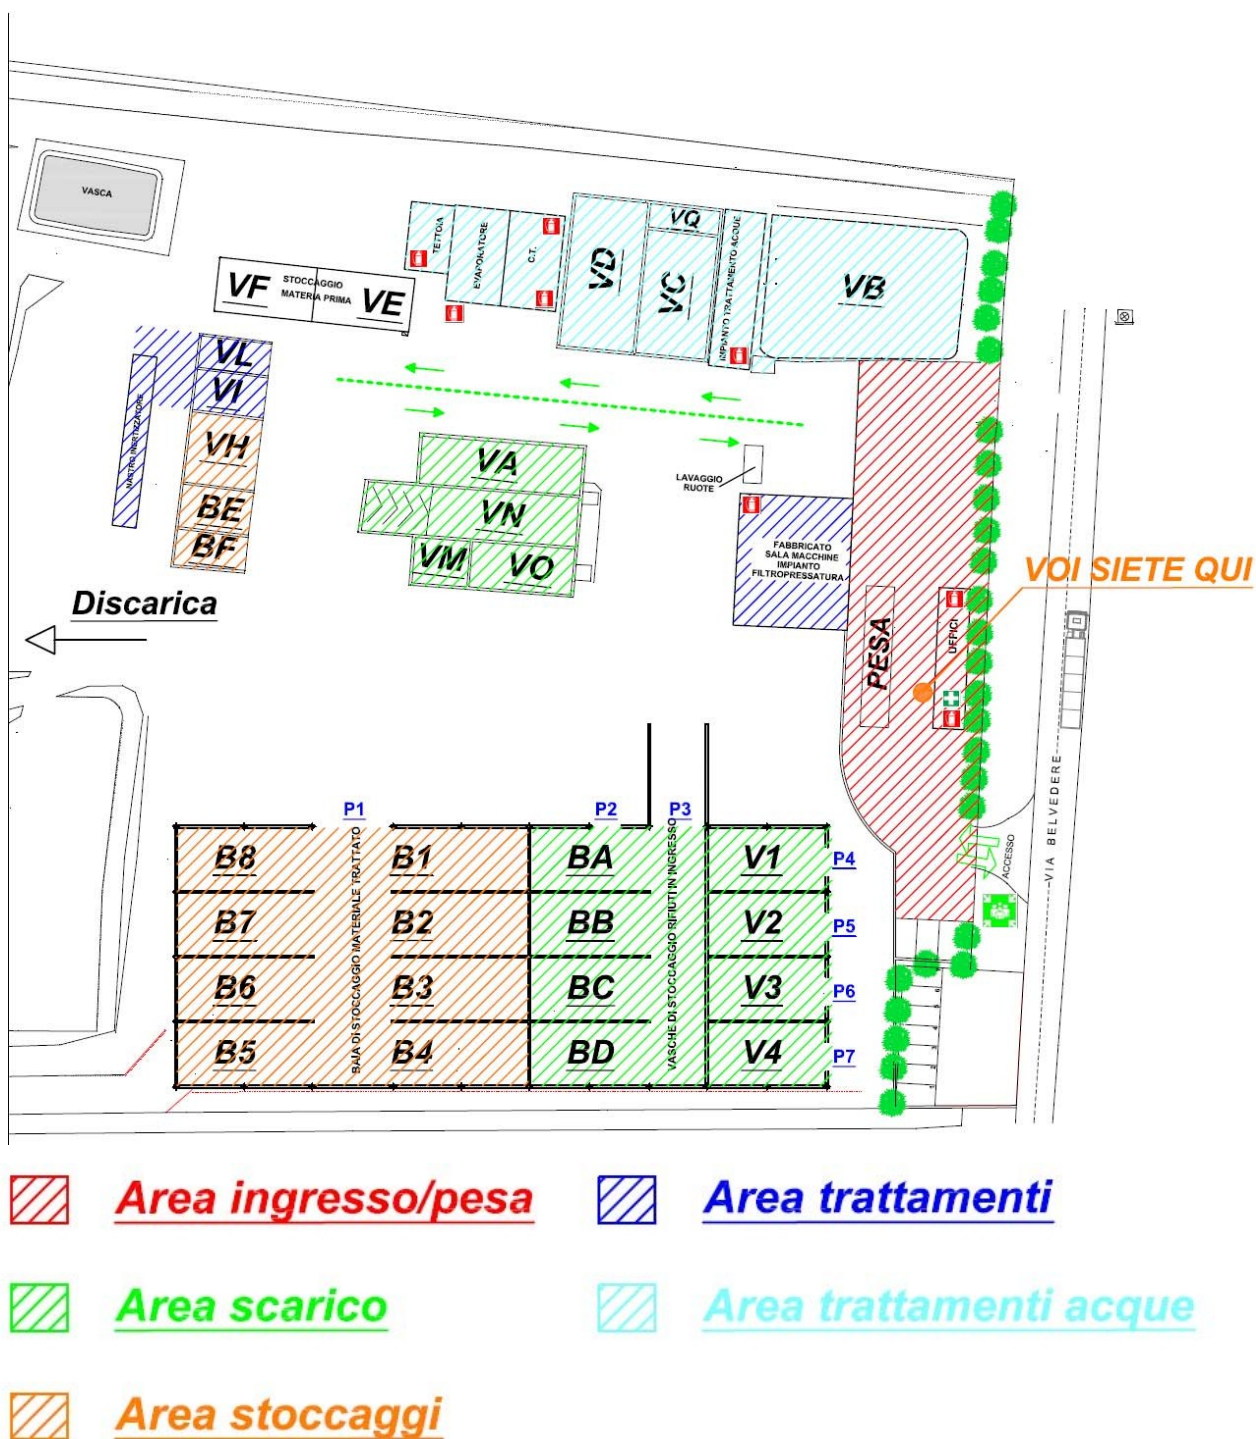 VASCA
VF
STOCCAGGIO
MATERIA PRIMA
VE
TETTOIA
EVAPORATORE
C.T.
VD
VQ
VC
IMPIANTO TRATTAMENTO ACQUE
VB
VL
VI
VH
BE
BF
NASTRO INERTIZZATORE
VA
VN
VM
VO
LAVAGGIO
RUOTE
FABBRICATO
SALA MACCHINE
IMPIANTO
FILTROPRESSATURA
VOI SIETE QUI
PESA
UFFICI
Discarica
VIA BELVEDERE
ACCESSO
P1
P2
P3
B8
B1
BA
V1
P4
B7
B2
BB
V2
P5
B6
B3
BC
V3
P6
B5
B4
BD
V4
P7
BAIA DI STOCCAGGIO MATERIALE TRATTATO
VASCHE DI STOCCAGGIO RIFIUTI IN INGRESSO
Area ingresso/pesa
Area trattamenti
Area scarico
Area trattamenti acque
Area stoccaggi